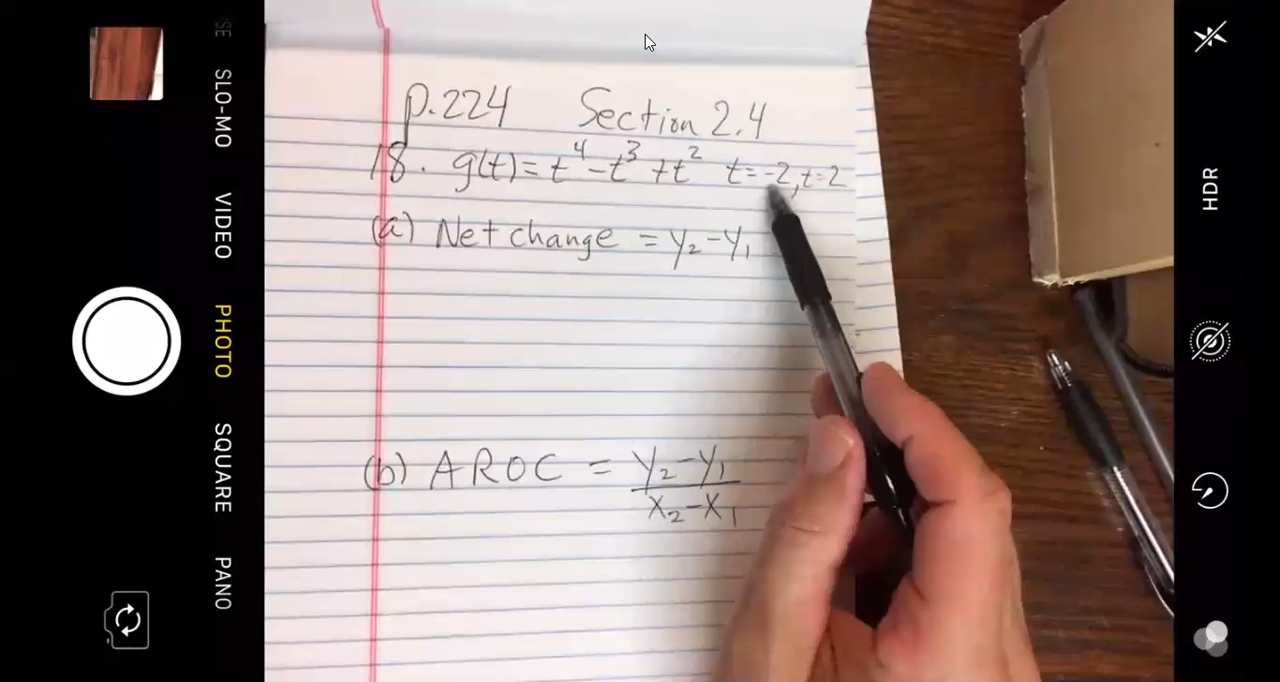 p.224 Section 2.4
18. g(t) = t⁴ - t³ + t² t = -2, t = 2
(a) Net change = y₂ - y₁
(b) AROC = y₂ - y₁
x₂ - x₁
SE
SLO-MO
VIDEO
PHOTO
SQUARE
PANO
HDR